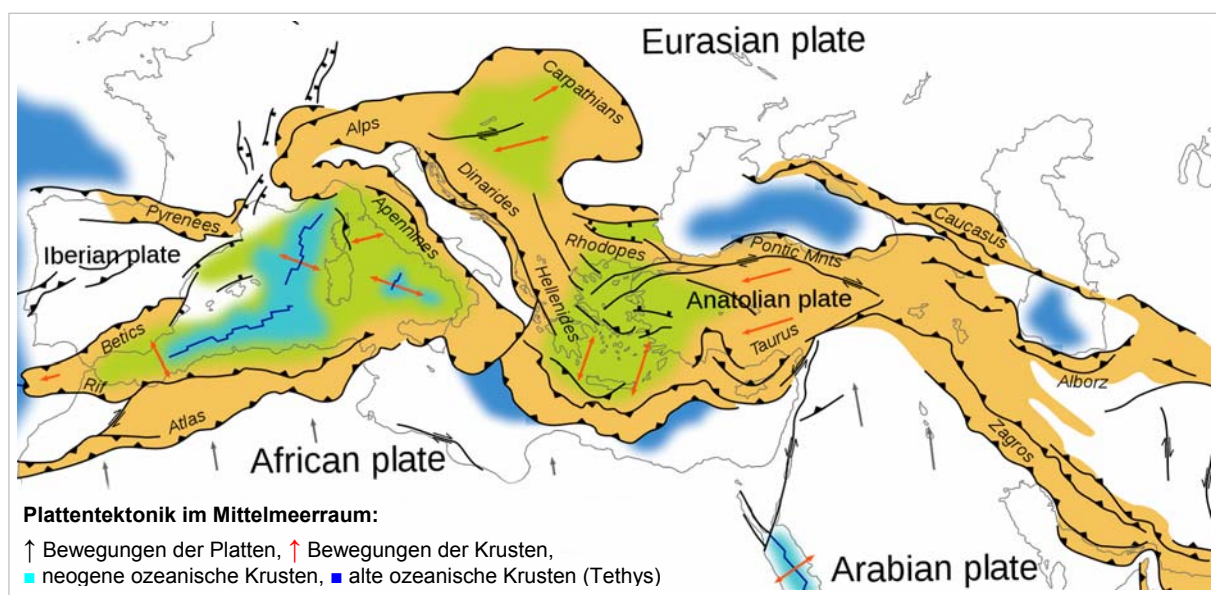 Eurasian plate
Carpathians
Alps
Dinarides
Caucasus
Pyrenees
Apennines
Iberian plate
Rhodopes
Pontic Mnts
Hellenides
Anatolian plate
Betics
Taurus
Rif
Alborz
Atlas
Zagros
African plate
Arabian plate
Plattentektonik im Mittelmeerraum:
↑ Bewegungen der Platten, ↑ Bewegungen der Krusten,
■ neogene ozeanische Krusten, ■ alte ozeanische Krusten (Tethys)